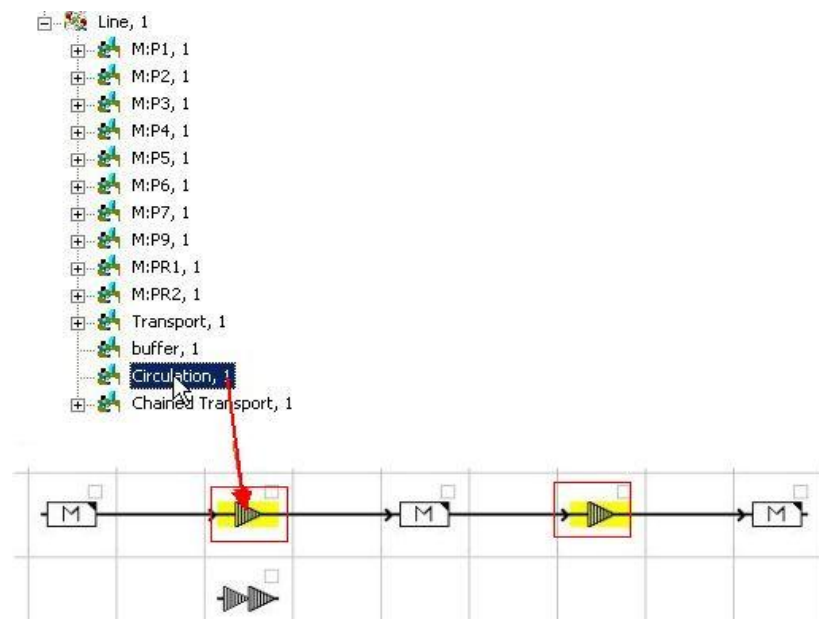 Line, 1
M:P1, 1
M:P2, 1
M:P3, 1
M:P4, 1
M:P5, 1
M:P6, 1
M:P7, 1
M:P9, 1
M:PR1, 1
M:PR2, 1
Transport, 1
buffer, 1
Circulation, 1
Chained Transport, 1
M M M